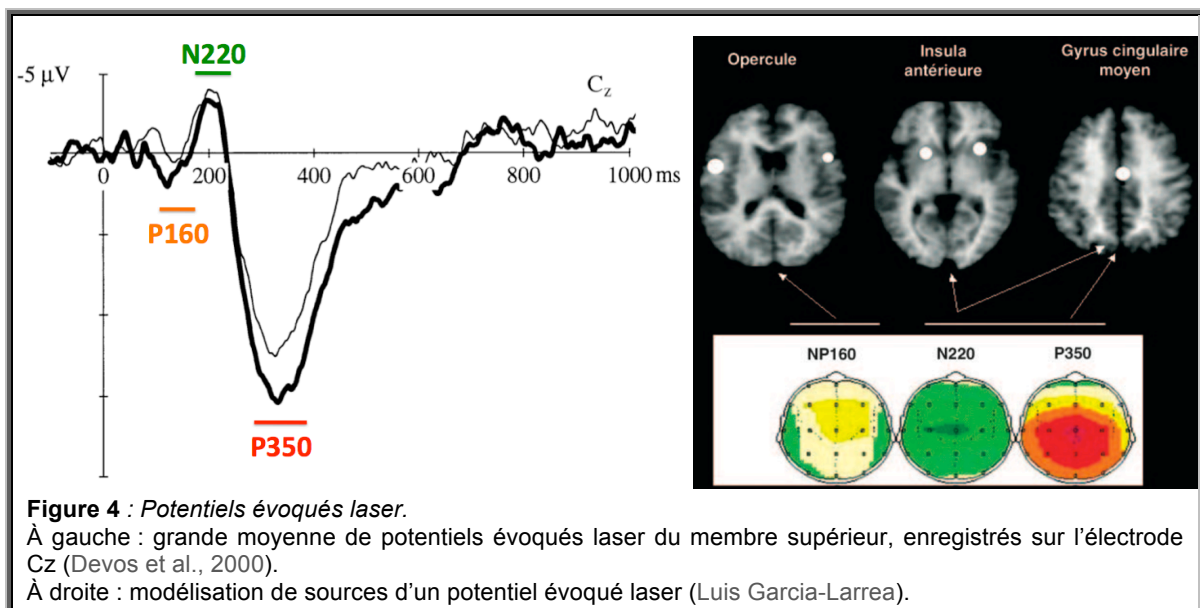 N220
-5 µV
Cz
0
200
400
600
800
1000 ms
P160
P350
Opercule
Insula
antérieure
Gyrus cingulaire
moyen
NP160
N220
P350
Figure 4 : Potentiels évoqués laser.
À gauche : grande moyenne de potentiels évoqués laser du membre supérieur, enregistrés sur l’électrode
Cz (Devos et al., 2000).
À droite : modélisation de sources d’un potentiel évoqué laser (Luis Garcia-Larrea).